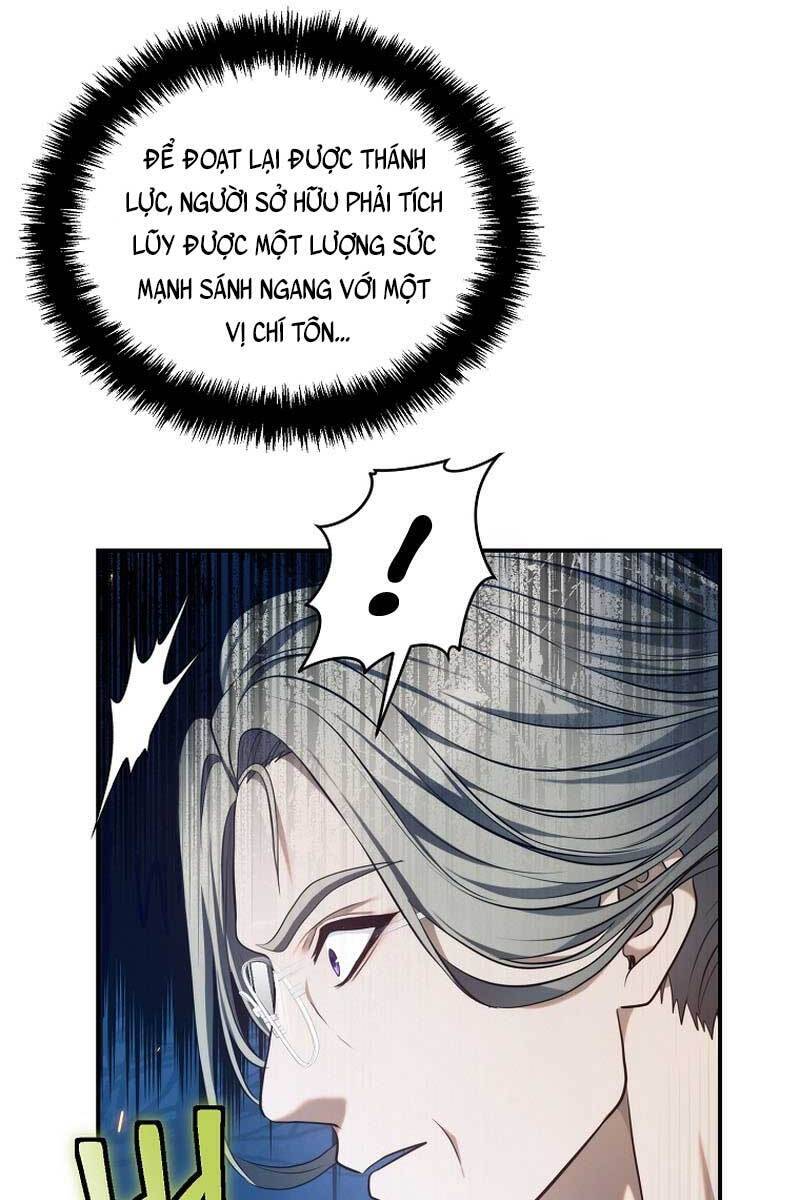 ĐỂ ĐOẠT LẠI ĐƯỢC THÁNH
LỰC, NGƯỜI SỞ HỮU PHẢI TÍCH
LŨY ĐƯỢC MỘT LƯỢNG SỨC
MẠNH SÁNH NGANG VỚI MỘT
VỊ CHÍ TÔN...
!